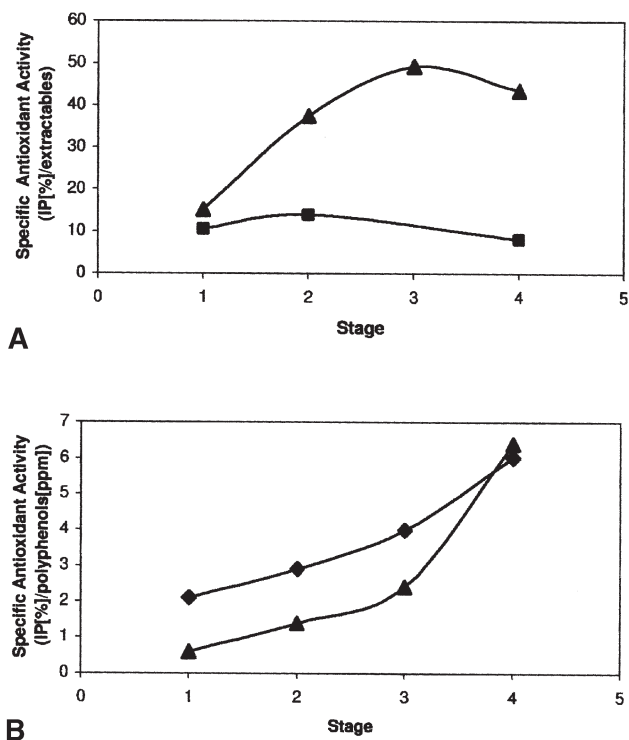 Specific Antioxidant Activity
(IP[%]/extractables)
60
50
40
30
20
10
0
0 1 2 3 4 5
Stage
A
Specific Antioxidant Activity
(IP[%]/polyphenols[ppm])
7
6
5
4
3
2
1
0
0 1 2 3 4 5
Stage
B